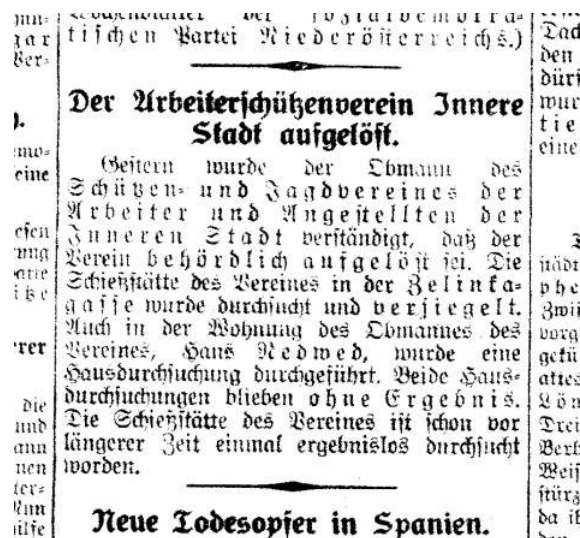 der sozialdemokra-
tischen Partei Niederösterreichs.)
Der Arbeiterschützenverein Innere
Stadt aufgelöst.
Gestern wurde der Obmann des
Schützen- und Jagdvereines der
Arbeiter und Angestellten der
Inneren Stadt verständigt, daß der
Verein behördlich aufgelöst sei. Die
Schießstätte des Vereines in der Zelinka-
gasse wurde durchsucht und versiegelt.
Auch in der Wohnung des Obmannes des
Vereines, Hans Nedwed, wurde eine
Hausdurchsuchung durchgeführt. Beide Haus-
durchsuchungen blieben ohne Ergebnis.
Die Schießstätte des Vereines ist schon vor
längerer Zeit einmal ergebnislos durchsucht
worden.
Neue Todesopfer in Spanien.